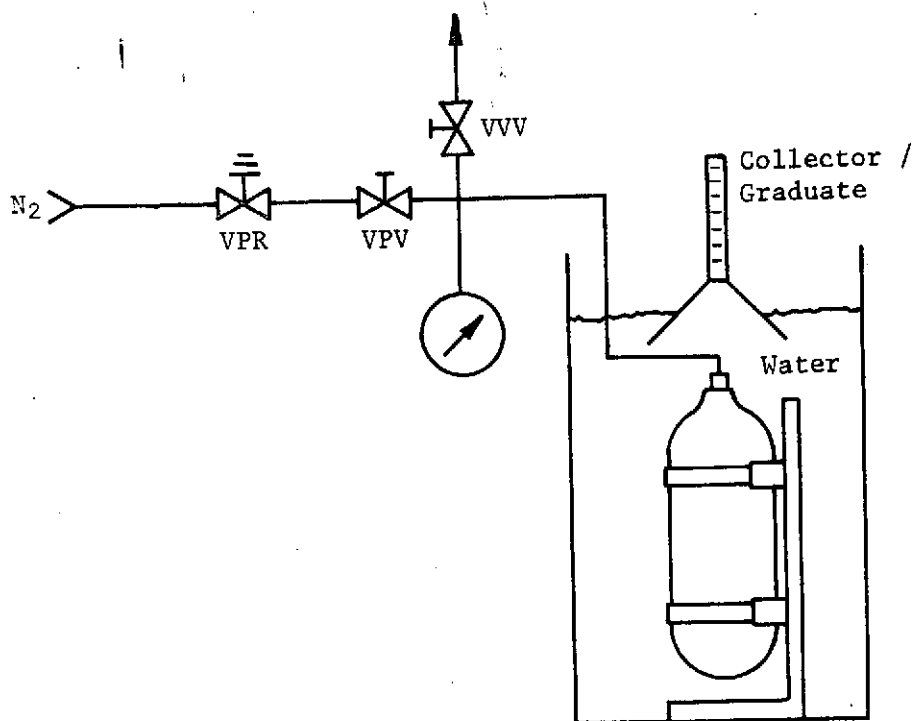 VVV
Collector /
Graduate
N2
VPR
VPV
Water